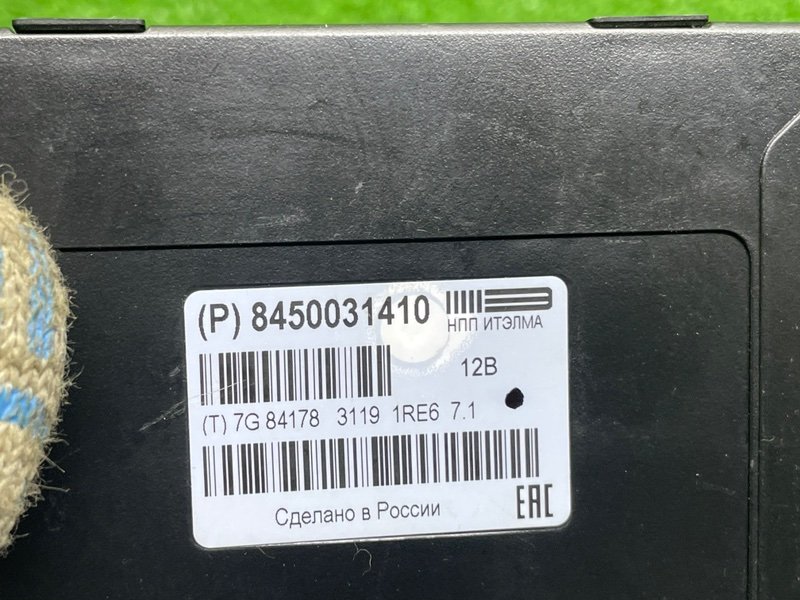 (P) 8450031410
НПП ИТЭЛМА
12В
(T) 7G 84178 3119 1RE6 7.1
Сделано в России
EAC